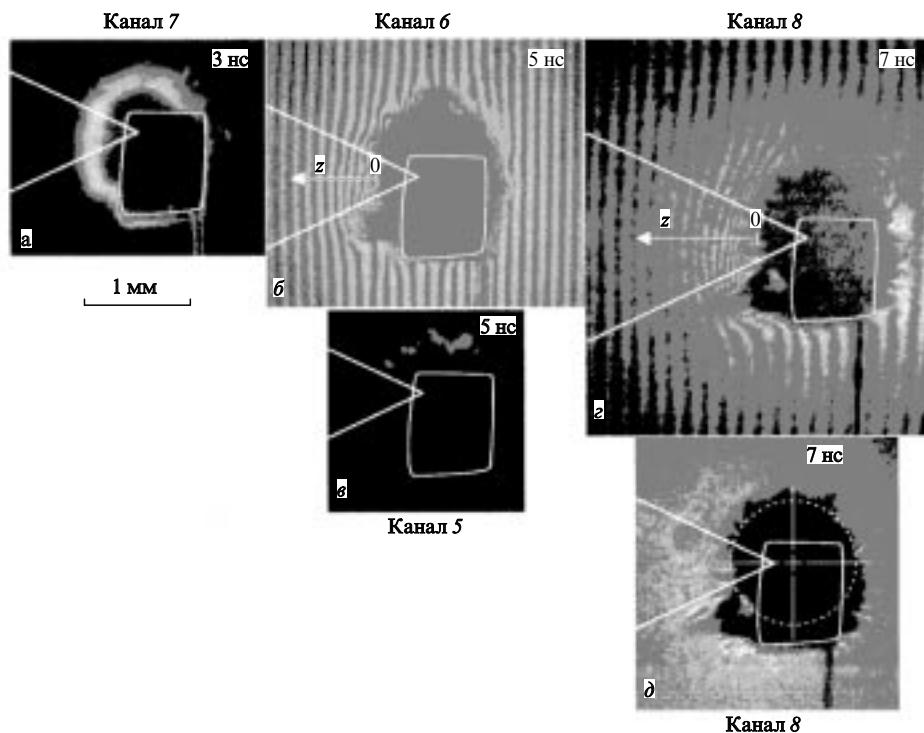 Канал 7
Канал 6
Канал 8
3 нс
5 нс
7 нс
z
0
z
0
а
б
1 мм
5 нс
г
в
7 нс
Канал 5
д
Канал 8